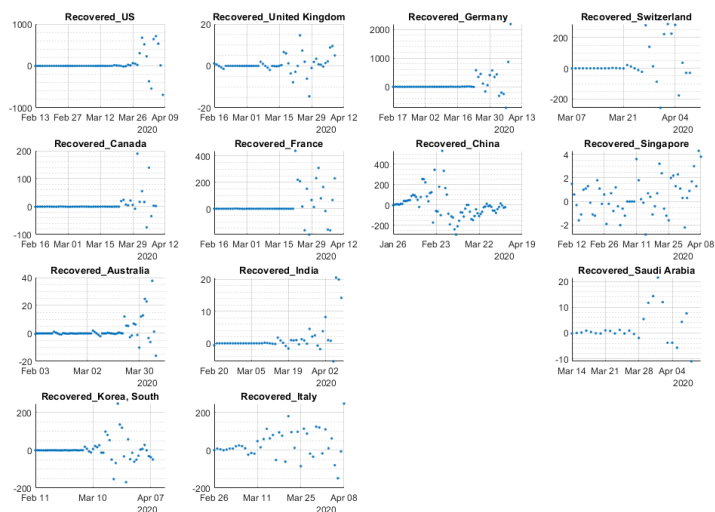 Recovered_US
1000
0
-1000
Feb 13 Feb 27 Mar 12 Mar 26 Apr 09
2020
Recovered_United Kingdom
20
0
-20
Feb 16 Mar 01 Mar 15 Mar 29 Apr 12
2020
Recovered_Germany
2000
1000
0
Feb 17 Mar 02 Mar 16 Mar 30 Apr 13
2020
Recovered_Switzerland
200
0
-200
Mar 07 Mar 21 Apr 04
2020
Recovered_Canada
200
100
0
-100
Feb 16 Mar 01 Mar 15 Mar 29 Apr 12
2020
Recovered_France
400
200
0
Feb 16 Mar 01 Mar 15 Mar 29 Apr 12
2020
Recovered_China
400
200
0
-200
Jan 26 Feb 23 Mar 22 Apr 19
2020
Recovered_Singapore
4
2
0
-2
Feb 12 Feb 26 Mar 11 Mar 25 Apr 08
2020
Recovered_Australia
40
20
0
-20
Feb 03 Mar 02 Mar 30
2020
Recovered_India
20
10
0
Feb 20 Mar 05 Mar 19 Apr 02
2020
Recovered_Saudi Arabia
20
10
0
-10
Mar 14 Mar 21 Mar 28 Apr 04
2020
Recovered_Korea, South
200
0
-200
Feb 11 Mar 10 Apr 07
2020
Recovered_Italy
200
0
-200
Feb 26 Mar 11 Mar 25 Apr 08
2020